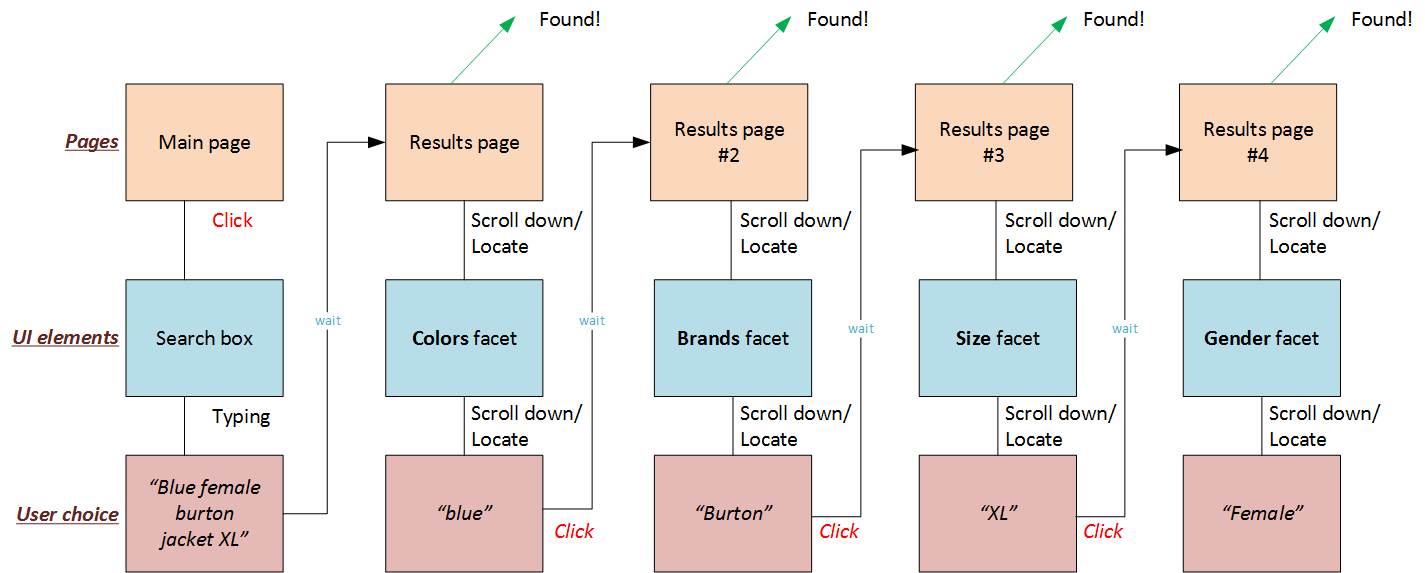 Found!
Found!
Found!
Found!
Pages
Main page
Results page
Results page
#2
Results page
#3
Results page
#4
Click
Scroll down/
Locate
Scroll down/
Locate
Scroll down/
Locate
Scroll down/
Locate
wait
wait
wait
wait
UI elements
Search box
Colors facet
Brands facet
Size facet
Gender facet
Typing
Scroll down/
Locate
Scroll down/
Locate
Scroll down/
Locate
Scroll down/
Locate
User choice
“Blue female
burton
jacket XL”
“blue”
Click
“Burton”
Click
“XL”
Click
“Female”